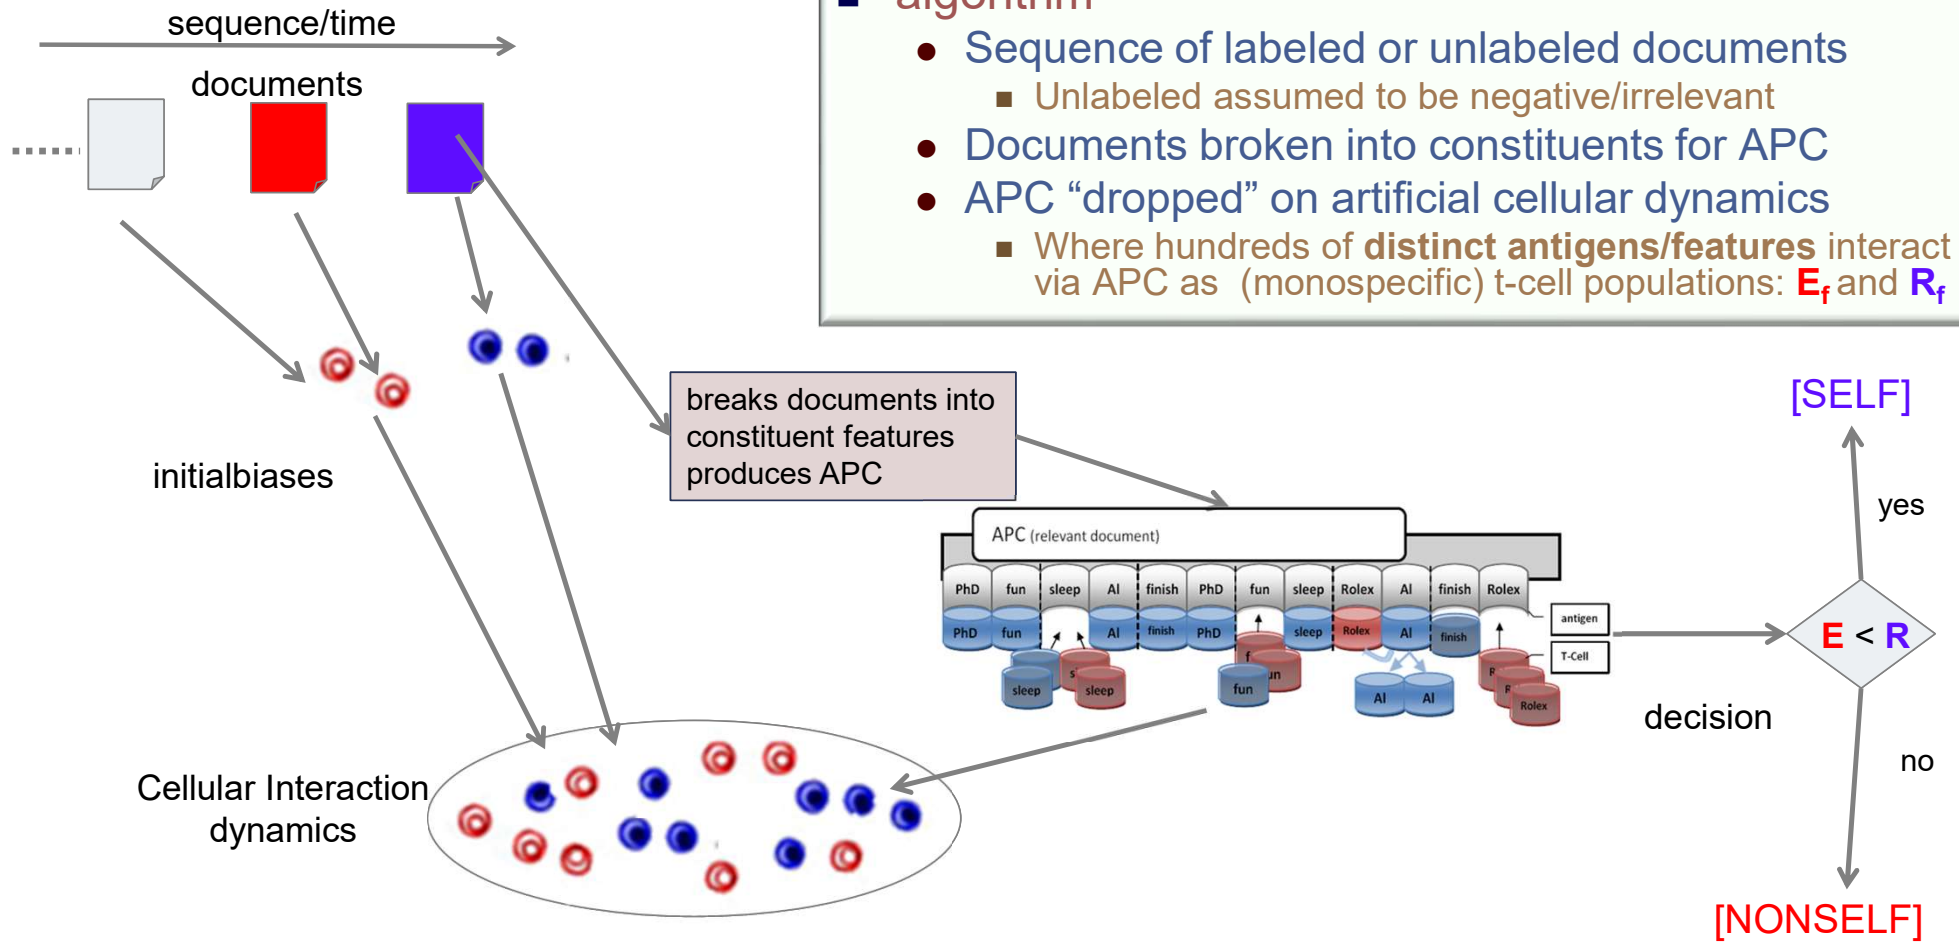 sequence/time
documents
algorithm
Sequence of labeled or unlabeled documents
Unlabeled assumed to be negative/irrelevant
Documents broken into constituents for APC
APC “dropped” on artificial cellular dynamics
Where hundreds of distinct antigens/features interact
via APC as (monospecific) t-cell populations: Ef and Rf
breaks documents into
constituent features
produces APC
initialbiases
[SELF]
yes
APC (relevant document)
PhD fun sleep AI finish PhD fun sleep Rolex AI finish Rolex
PhD fun AI finish PhD sleep Rolex AI finish
antigen
T-Cell
sleep s sleep
f un
fun
AI AI
R
R
Rolex
E < R
decision
no
Cellular Interaction
dynamics
[NONSELF]